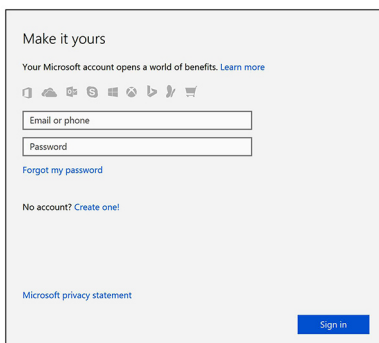 Make it yours
Your Microsoft account opens a world of benefits. Learn more
Email or phone
Password
Forgot my password
No account? Create one!
Microsoft privacy statement
Sign in